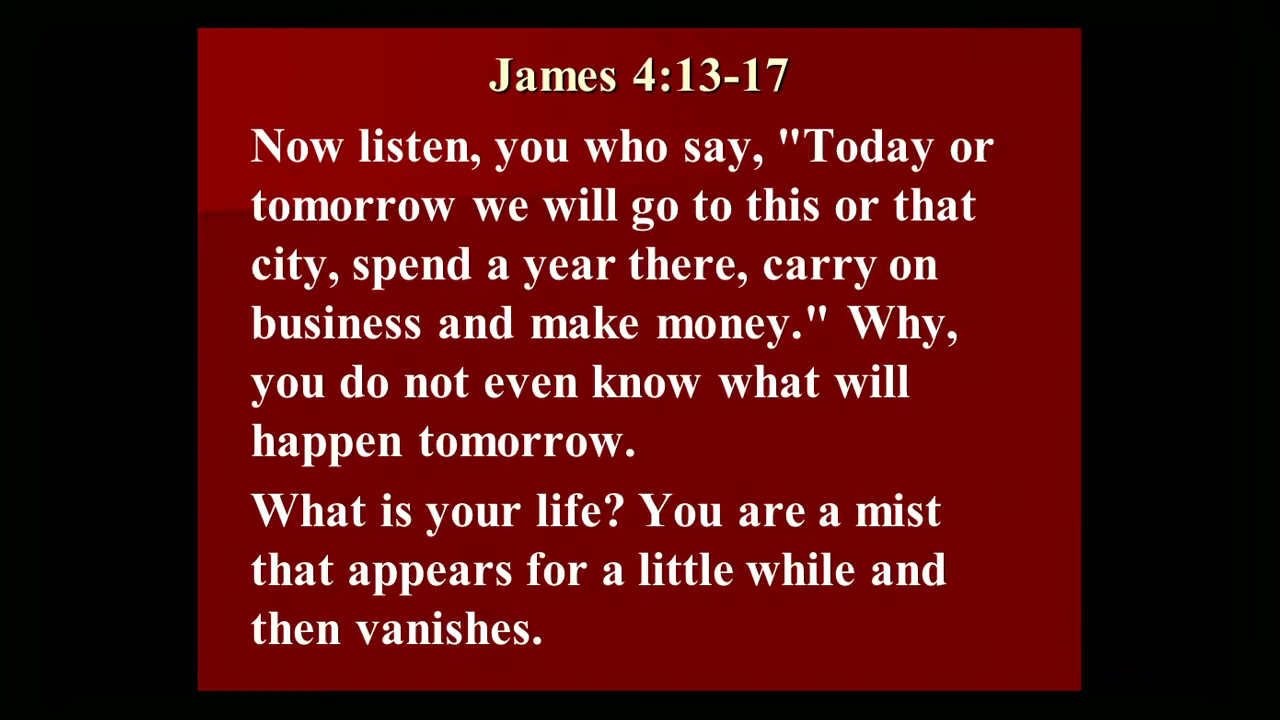 James 4:13-17
Now listen, you who say, "Today or
tomorrow we will go to this or that
city, spend a year there, carry on
business and make money." Why,
you do not even know what will
happen tomorrow.
What is your life? You are a mist
that appears for a little while and
then vanishes.